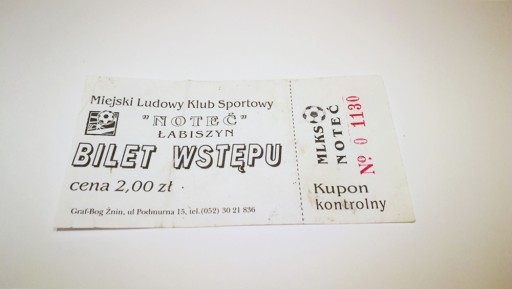 Miejski Ludowy Klub Sportowy
"NOTEĆ"
ŁABISZYN
BILET WSTĘPU
cena 2,00 zł
Graf-Bog Żnin, ul Podmurna 15, tel. (052) 30 21 836
MLKS
NOTEĆ
№ 0 1130
Kupon
kontrolny